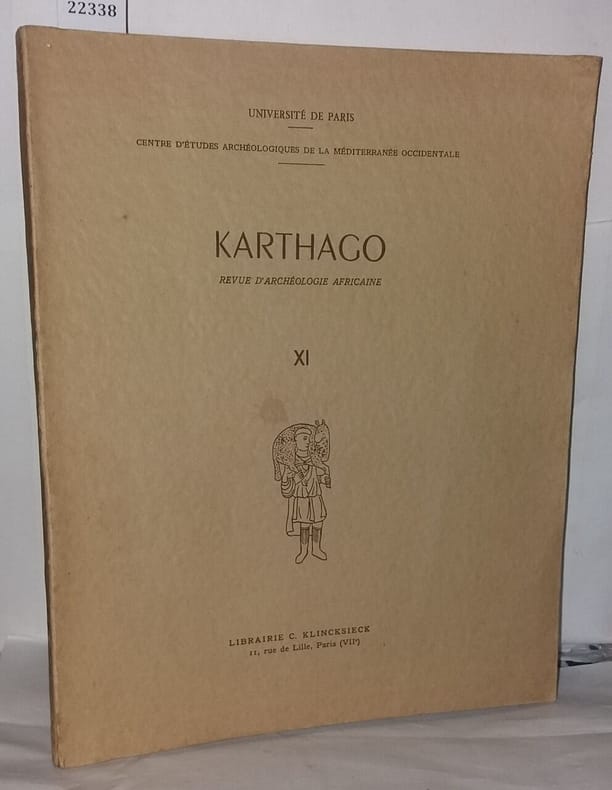 22338
UNIVERSITÉ DE PARIS
CENTRE D'ÉTUDES ARCHÉOLOGIQUES DE LA MÉDITERRANÉE OCCIDENTALE
KARTHAGO
REVUE D'ARCHÉOLOGIE AFRICAINE
XI
LIBRAIRIE C. KLINCKSIECK
11, rue de Lille, Paris (VIIe)